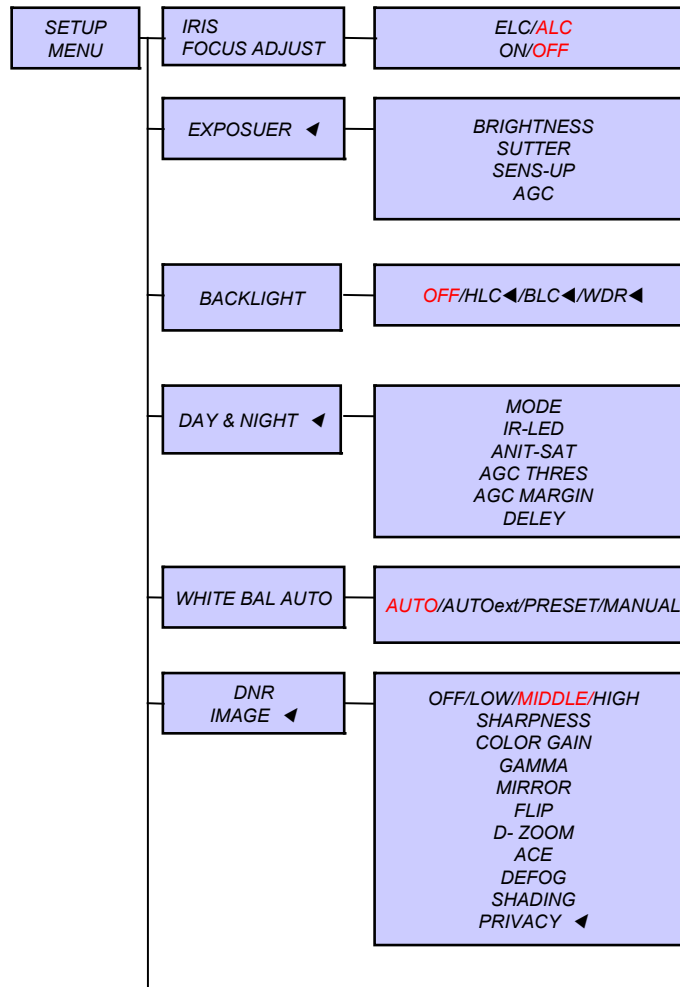 SETUP
MENU
IRIS
FOCUS ADJUST
ELC/ALC
ON/OFF
EXPOSUER ◀
BRIGHTNESS
SUTTER
SENS-UP
AGC
BACKLIGHT
OFF/HLC◀/BLC◀/WDR◀
DAY & NIGHT ◀
MODE
IR-LED
ANIT-SAT
AGC THRES
AGC MARGIN
DELEY
WHITE BAL AUTO
AUTO/AUTOext/PRESET/MANUAL
DNR
IMAGE ◀
OFF/LOW/MIDDLE/HIGH
SHARPNESS
COLOR GAIN
GAMMA
MIRROR
FLIP
D- ZOOM
ACE
DEFOG
SHADING
PRIVACY ◀